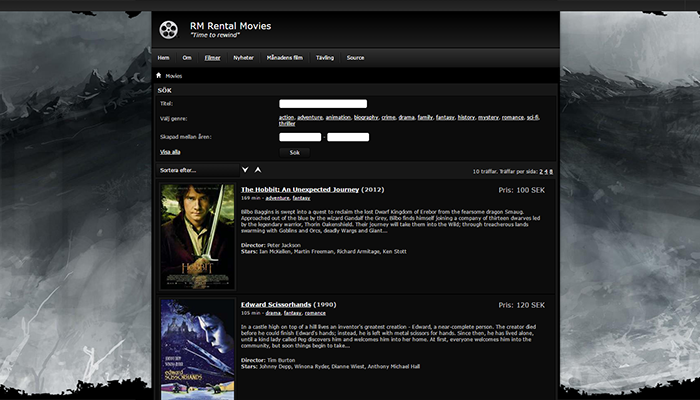 RM Rental Movies
"Time to rewind"
Hem Om Filmer Nyheter Månadens film Tävling Source
Movies
SÖK
Titel:
Välj genre: action, adventure, animation, biography, crime, drama, family, fantasy, history, mystery, romance, sci-fi,
thriller
Skapad mellan åren: -
Visa alla Sök
Sortera efter... 10 träffar. Träffar per sida: 2 4 8
The Hobbit: An Unexpected Journey (2012) Pris: 100 SEK
169 min - adventure, fantasy
Bilbo Baggins is swept into a quest to reclaim the lost Dwarf Kingdom of Erebor from the fearsome dragon Smaug.
Approached out of the blue by the wizard Gandalf the Grey, Bilbo finds himself joining a company of thirteen dwarves led
by the legendary warrior, Thorin Oakenshield. Their journey will take them into the Wild; through treacherous lands
swarming with Goblins and Orcs, deadly Wargs and Giant...
Director: Peter Jackson
Stars: Ian McKellen, Martin Freeman, Richard Armitage, Ken Stott
HOBBIT
Edward Scissorhands (1990) Pris: 120 SEK
105 min - drama, fantasy, romance
In a castle high on top of a hill lives an inventor's greatest creation - Edward, a near-complete person. The creator died
before he could finish Edward's hands; instead, he is left with metal scissors for hands. Since then, he has lived alone,
until a kind lady called Peg discovers him and welcomes him into her home. At first, everyone welcomes him into the
community, but soon things begin to take...
Director: Tim Burton
Stars: Johnny Depp, Winona Ryder, Dianne Wiest, Anthony Michael Hall
edward
SCISSORHANDS